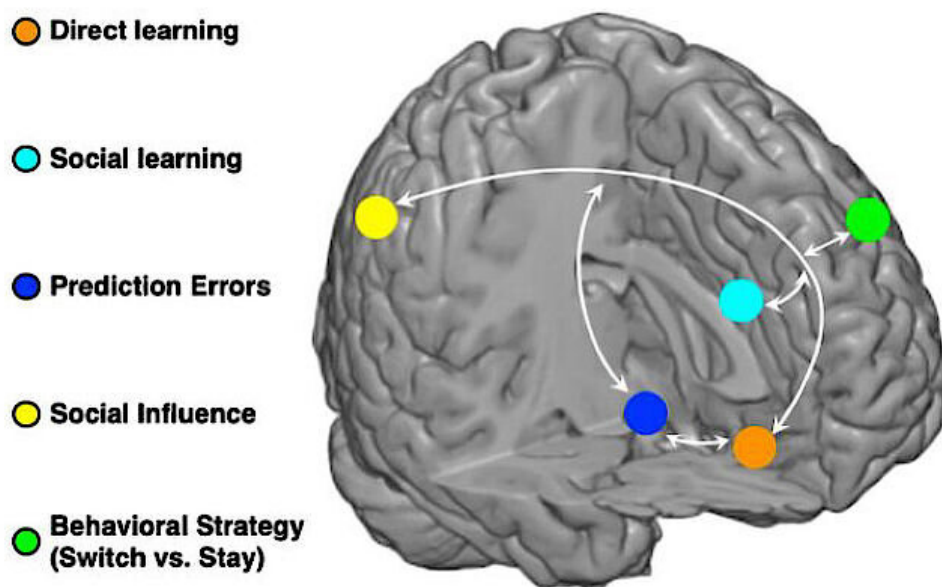 Direct learning
Social learning
Prediction Errors
Social Influence
Behavioral Strategy
(Switch vs. Stay)